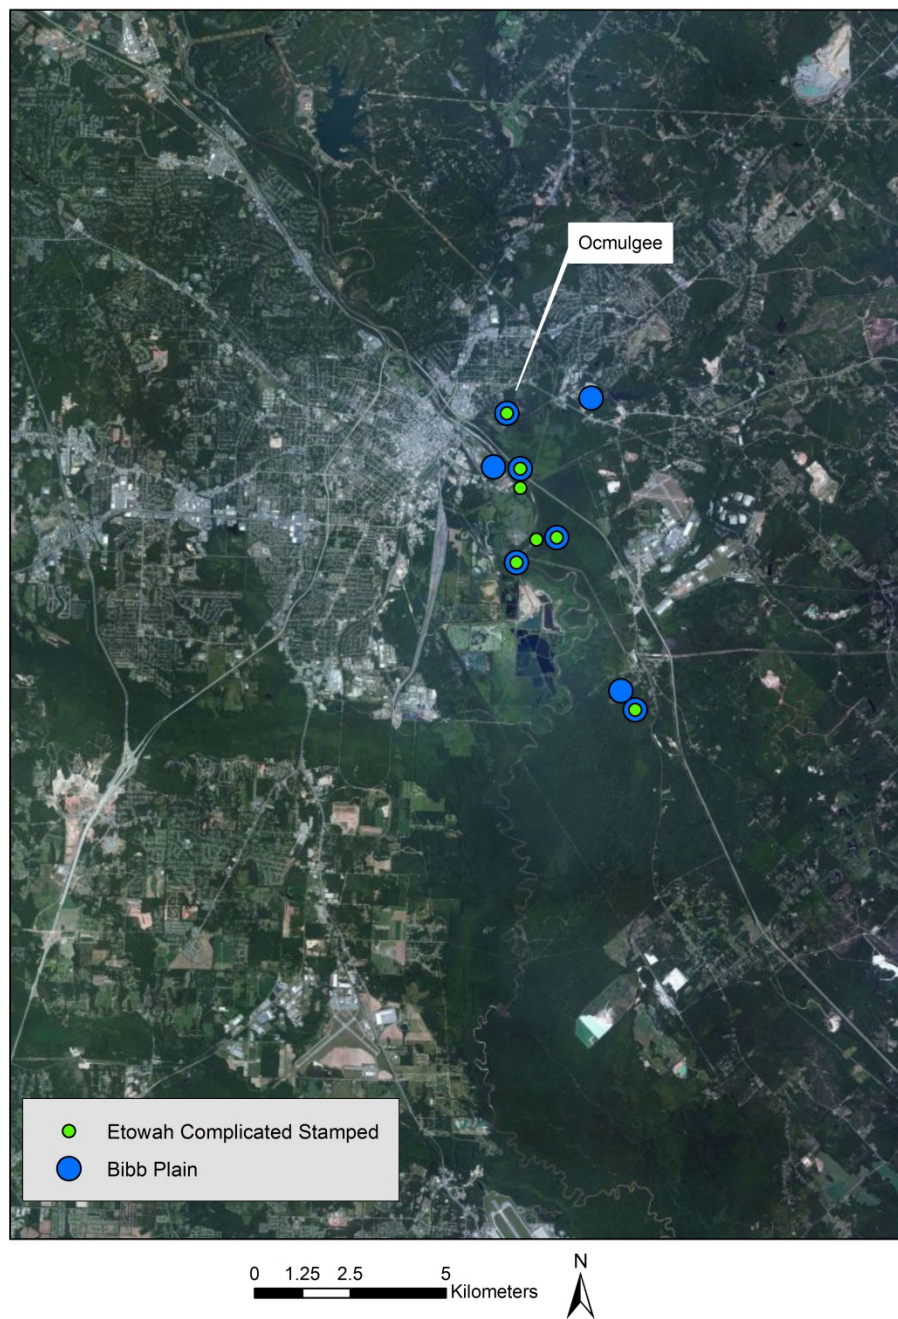 Ocmulgee
Etowah Complicated Stamped
Bibb Plain
0 1.25 2.5 5
Kilometers
N